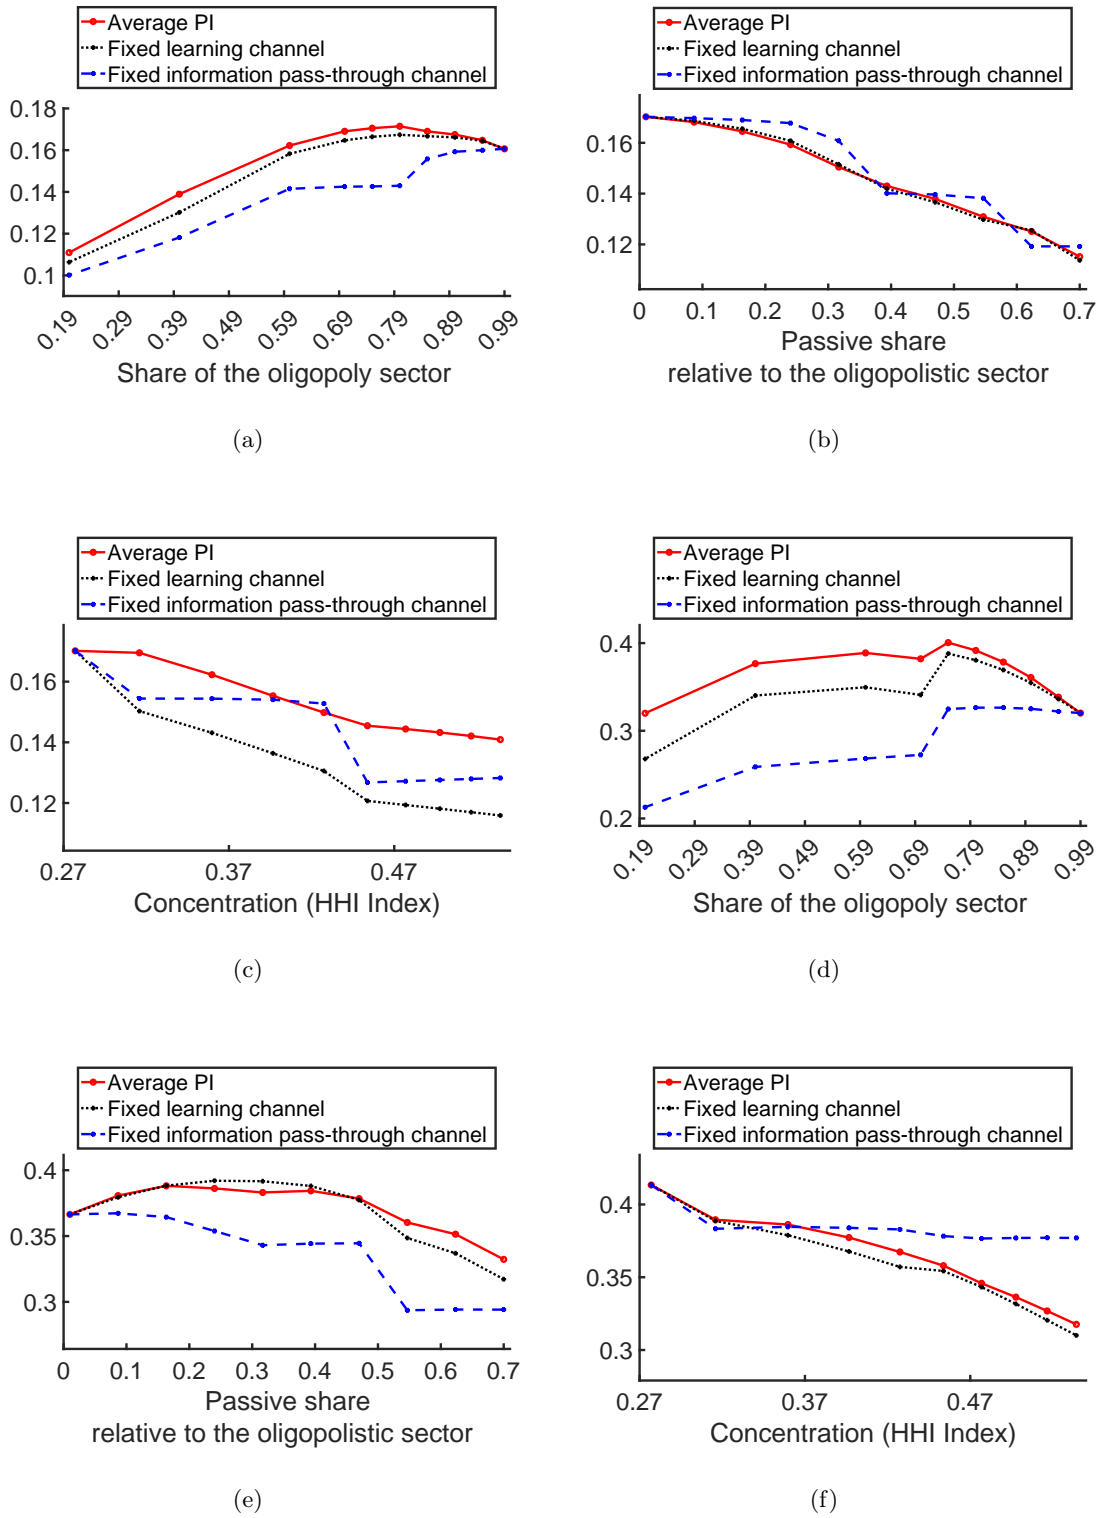 Average PI
Fixed learning channel
Fixed information pass-through channel
0.18
0.16
0.14
0.12
0.1
0.19 0.29 0.39 0.49 0.59 0.69 0.79 0.89 0.99
Share of the oligopoly sector
(a)
Average PI
Fixed learning channel
Fixed information pass-through channel
0.16
0.14
0.12
0 0.1 0.2 0.3 0.4 0.5 0.6 0.7
Passive share
relative to the oligopolistic sector
(b)
Average PI
Fixed learning channel
Fixed information pass-through channel
0.16
0.14
0.12
0.27 0.37 0.47
Concentration (HHI Index)
(c)
Average PI
Fixed learning channel
Fixed information pass-through channel
0.4
0.3
0.2
0.19 0.29 0.39 0.49 0.59 0.69 0.79 0.89 0.99
Share of the oligopoly sector
(d)
Average PI
Fixed learning channel
Fixed information pass-through channel
0.4
0.35
0.3
0 0.1 0.2 0.3 0.4 0.5 0.6 0.7
Passive share
relative to the oligopolistic sector
(e)
Average PI
Fixed learning channel
Fixed information pass-through channel
0.4
0.35
0.3
0.27 0.37 0.47
Concentration (HHI Index)
(f)